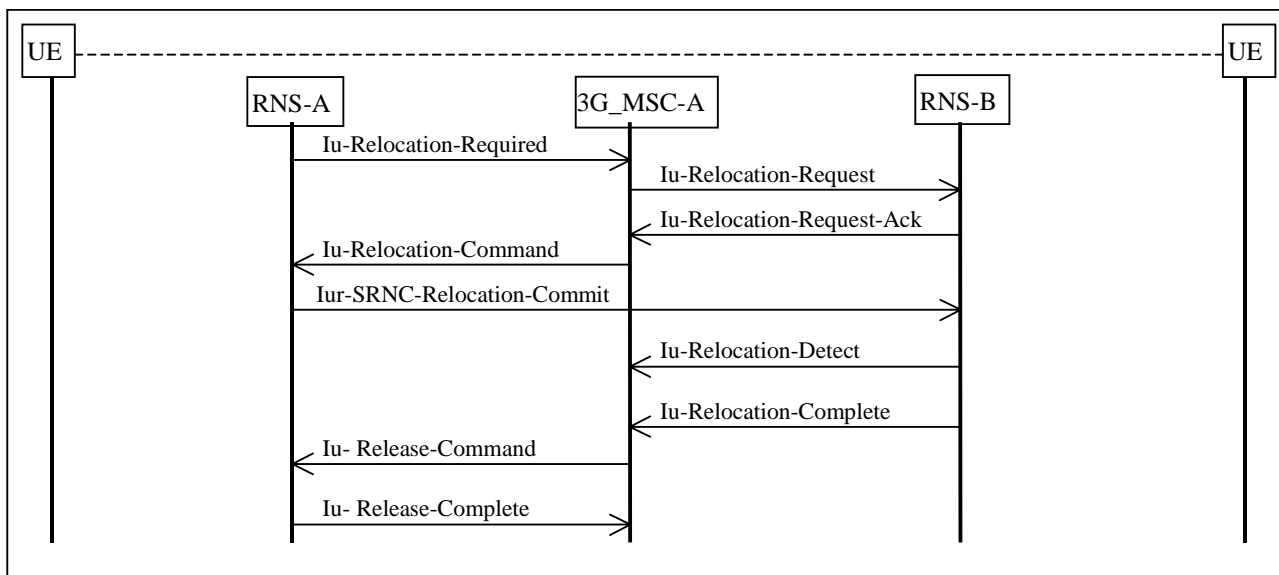 UE
UE
RNS-A
3G_MSC-A
RNS-B
Iu-Relocation-Required
Iu-Relocation-Request
Iu-Relocation-Request-Ack
Iu-Relocation-Command
Iur-SRNC-Relocation-Commit
Iu-Relocation-Detect
Iu-Relocation-Complete
Iu- Release-Command
Iu- Release-Complete